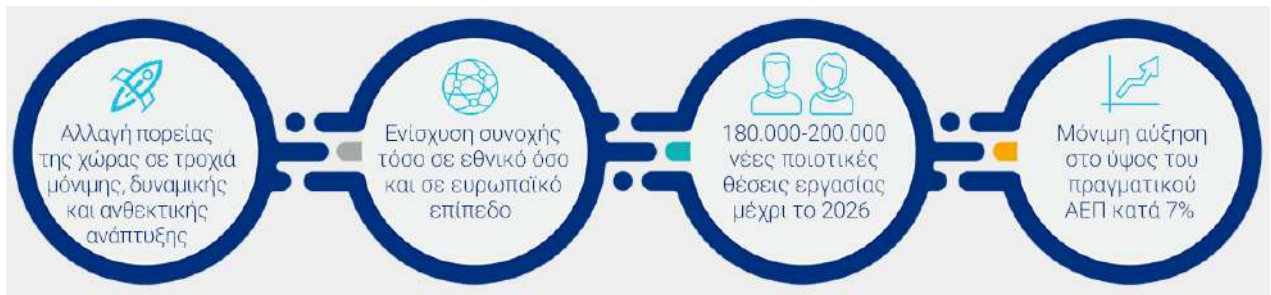 Αλλαγή πορείας
της χώρας σε τροχιά
μόνιμης, δυναμικής
και ανθεκτικής
ανάπτυξης
Ενίσχυση συνοχής
τόσο σε εθνικό όσο
και σε ευρωπαϊκό
επίπεδο
180.000-200.000
νέες ποιοτικές
θέσεις εργασίας
μέχρι το 2026
Μόνιμη αύξηση
στο ύψος του
πραγματικού
ΑΕΠ κατά 7%